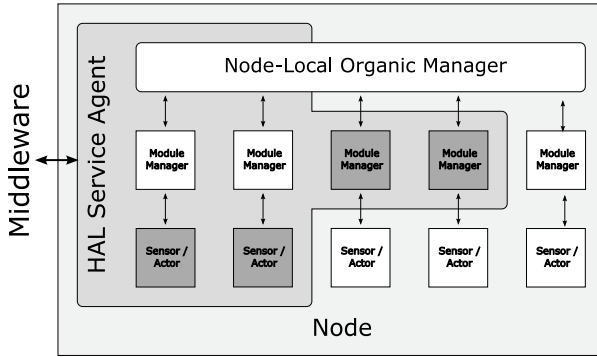 Node-Local Organic Manager
Middleware
HAL Service Agent
Module
Manager
Module
Manager
Module
Manager
Module
Manager
Module
Manager
Sensor /
Actor
Sensor /
Actor
Sensor /
Actor
Sensor /
Actor
Sensor /
Actor
Node